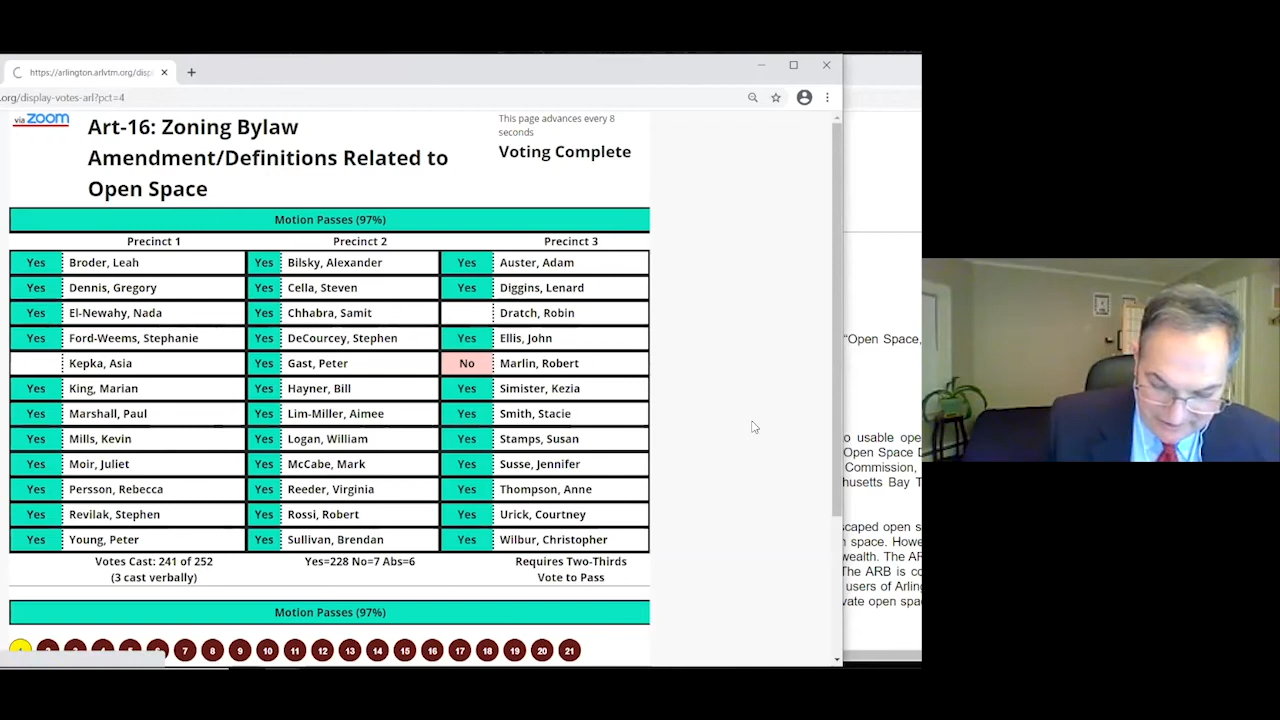 https://arlington.arlvtm.org/disp
.org/display-votes-arl?pct=4
via zoom
Art-16: Zoning Bylaw
Amendment/Definitions Related to
Open Space
This page advances every 8
seconds
Voting Complete
Motion Passes (97%)
Precinct 1 Precinct 2 Precinct 3
Yes Broder, Leah Yes Bilsky, Alexander Yes Auster, Adam
Yes Dennis, Gregory Yes Cella, Steven Yes Diggins, Lenard
Yes El-Newahy, Nada Yes Chhabra, Samit Dratch, Robin
Yes Ford-Weems, Stephanie Yes DeCourcey, Stephen Yes Ellis, John
Kepka, Asia Yes Gast, Peter No Marlin, Robert
Yes King, Marian Yes Hayner, Bill Yes Simister, Kezia
Yes Marshall, Paul Yes Lim-Miller, Aimee Yes Smith, Stacie
Yes Mills, Kevin Yes Logan, William Yes Stamps, Susan
Yes Moir, Juliet Yes McCabe, Mark Yes Susse, Jennifer
Yes Persson, Rebecca Yes Reeder, Virginia Yes Thompson, Anne
Yes Revilak, Stephen Yes Rossi, Robert Yes Urick, Courtney
Yes Young, Peter Yes Sullivan, Brendan Yes Wilbur, Christopher
Votes Cast: 241 of 252 Yes=228 No=7 Abs=6 Requires Two-Thirds
(3 cast verbally) Vote to Pass
Motion Passes (97%)
7 8 9 10 11 12 13 14 15 16 17 18 19 20 21
"Open Space,
o usable ope
Open Space D
Commission,
husetts Bay T
scaped open s
n space. Howe
wealth. The AR
The ARB is co
users of Arlin
vate open spac